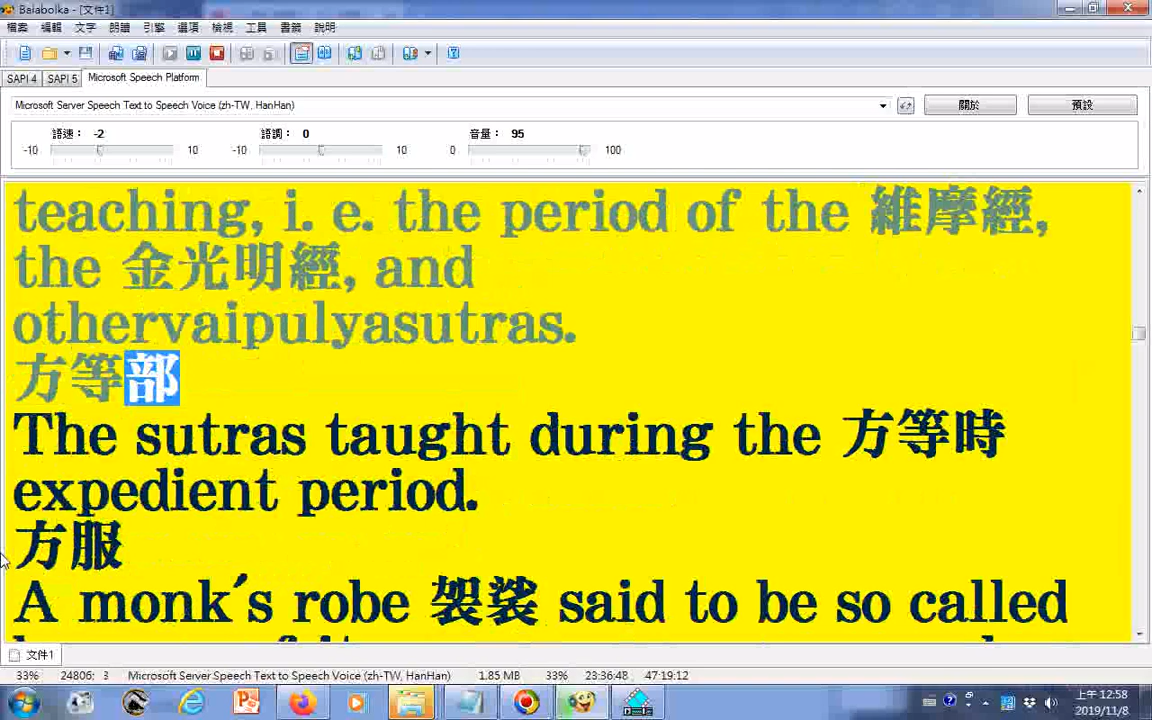 Balabolka - [文件1]
檔案 編輯 文字 朗讀 引擎 選項 檢視 工具 書籤 說明
SAPI 4 SAPI 5 Microsoft Speech Platform
Microsoft Server Speech Text to Speech Voice (zh-TW, HanHan) 關於 預設
語速： -2 語調： 0 音量： 95
-10 10 -10 10 0 100
teaching, i. e. the period of the 維摩經,
the 金光明經, and
othervaipulyasutras.
方等部
The sutras taught during the 方等時
expedient period.
方服
A monk's robe 袈裟 said to be so called
文件1
33% 24806: 3 Microsoft Server Speech Text to Speech Voice (zh-TW, HanHan) 1.85 MB 33% 23:36:48 47:19:12
上午 12:58
2019/11/8